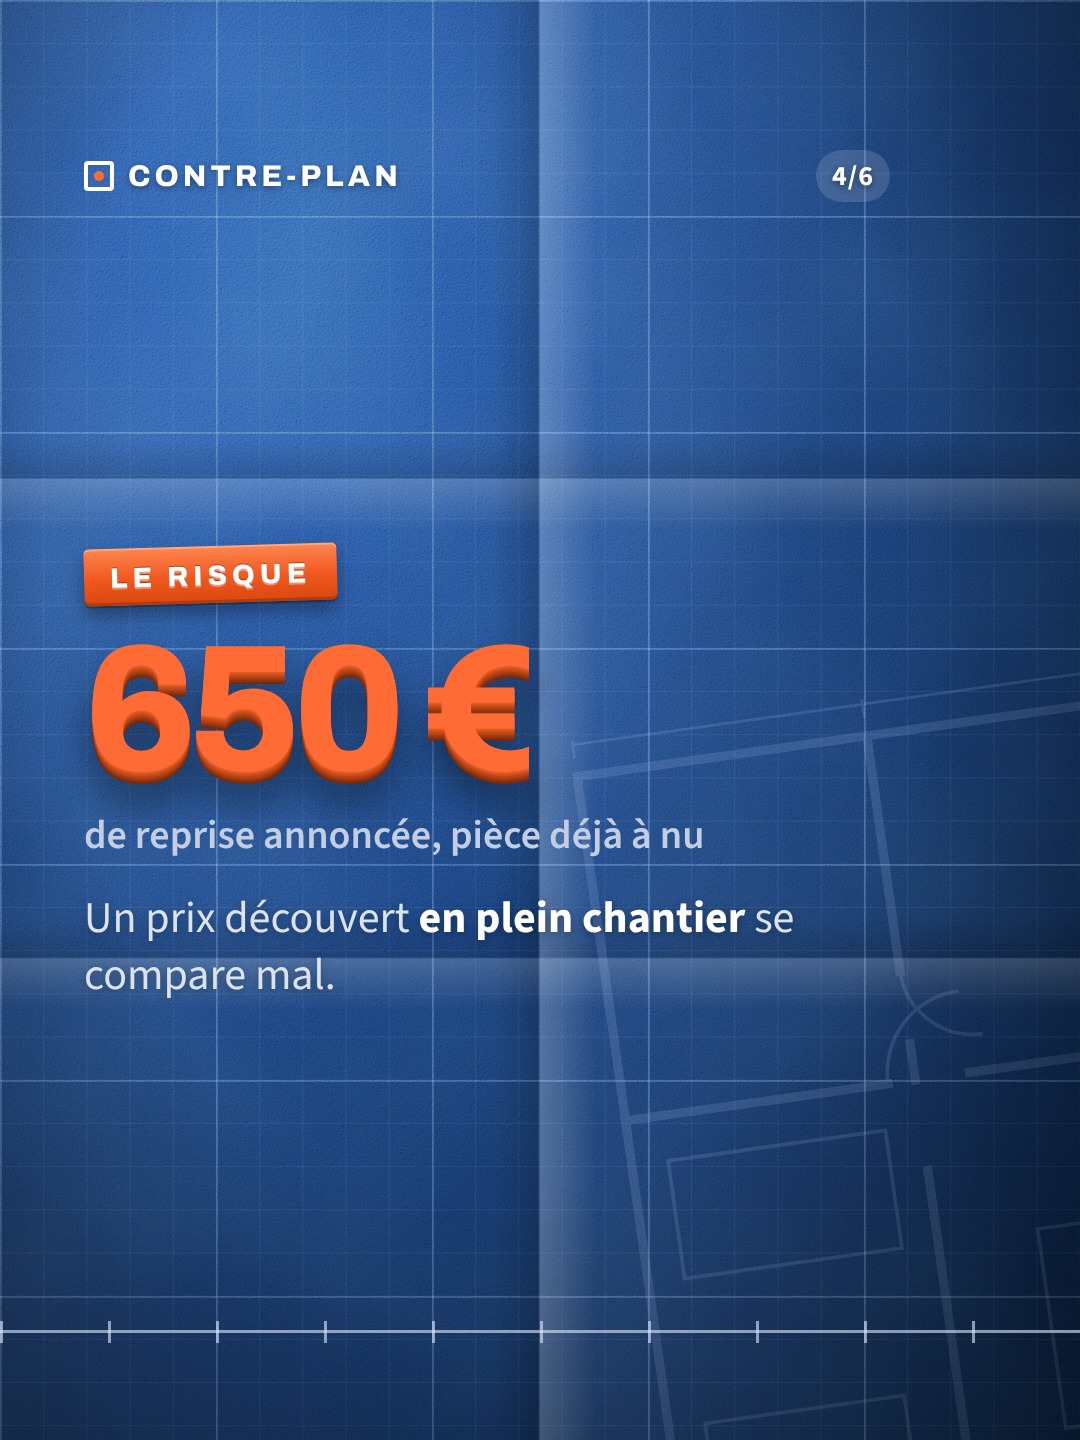 CONTRE-PLAN
4/6
LE RISQUE
650 €
de reprise annoncée, pièce déjà à nu
Un prix découvert en plein chantier se
compare mal.